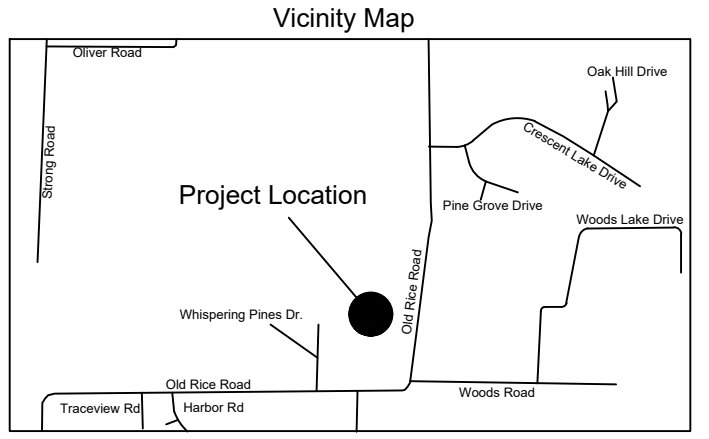 Vicinity Map
Oliver Road
Oak Hill Drive
Strong Road
Crescent Lake Drive
Project Location
Pine Grove Drive
Woods Lake Drive
Old Rice Road
Whispering Pines Dr.
Old Rice Road
Woods Road
Traceview Rd
Harbor Rd